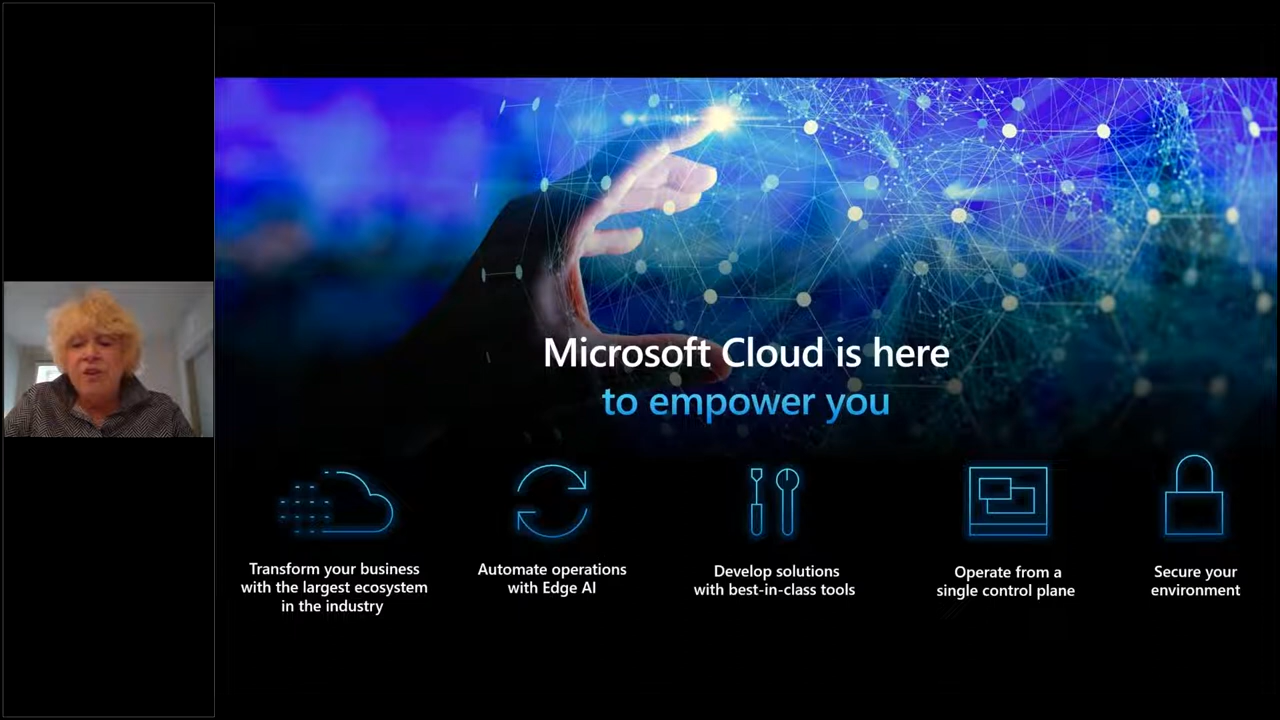 Microsoft Cloud is here
to empower you
Transform your business
with the largest ecosystem
in the industry
Automate operations
with Edge AI
Develop solutions
with best-in-class tools
Operate from a
single control plane
Secure your
environment